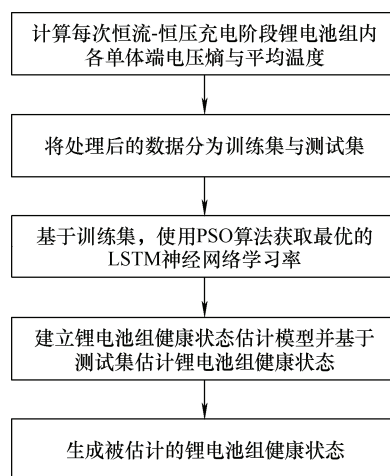 计算每次恒流-恒压充电阶段锂电池组内
各单体端电压熵与平均温度
将处理后的数据分为训练集与测试集
基于训练集，使用PSO算法获取最优的
LSTM神经网络学习率
建立锂电池组健康状态估计模型并基于
测试集估计锂电池组健康状态
生成被估计的锂电池组健康状态